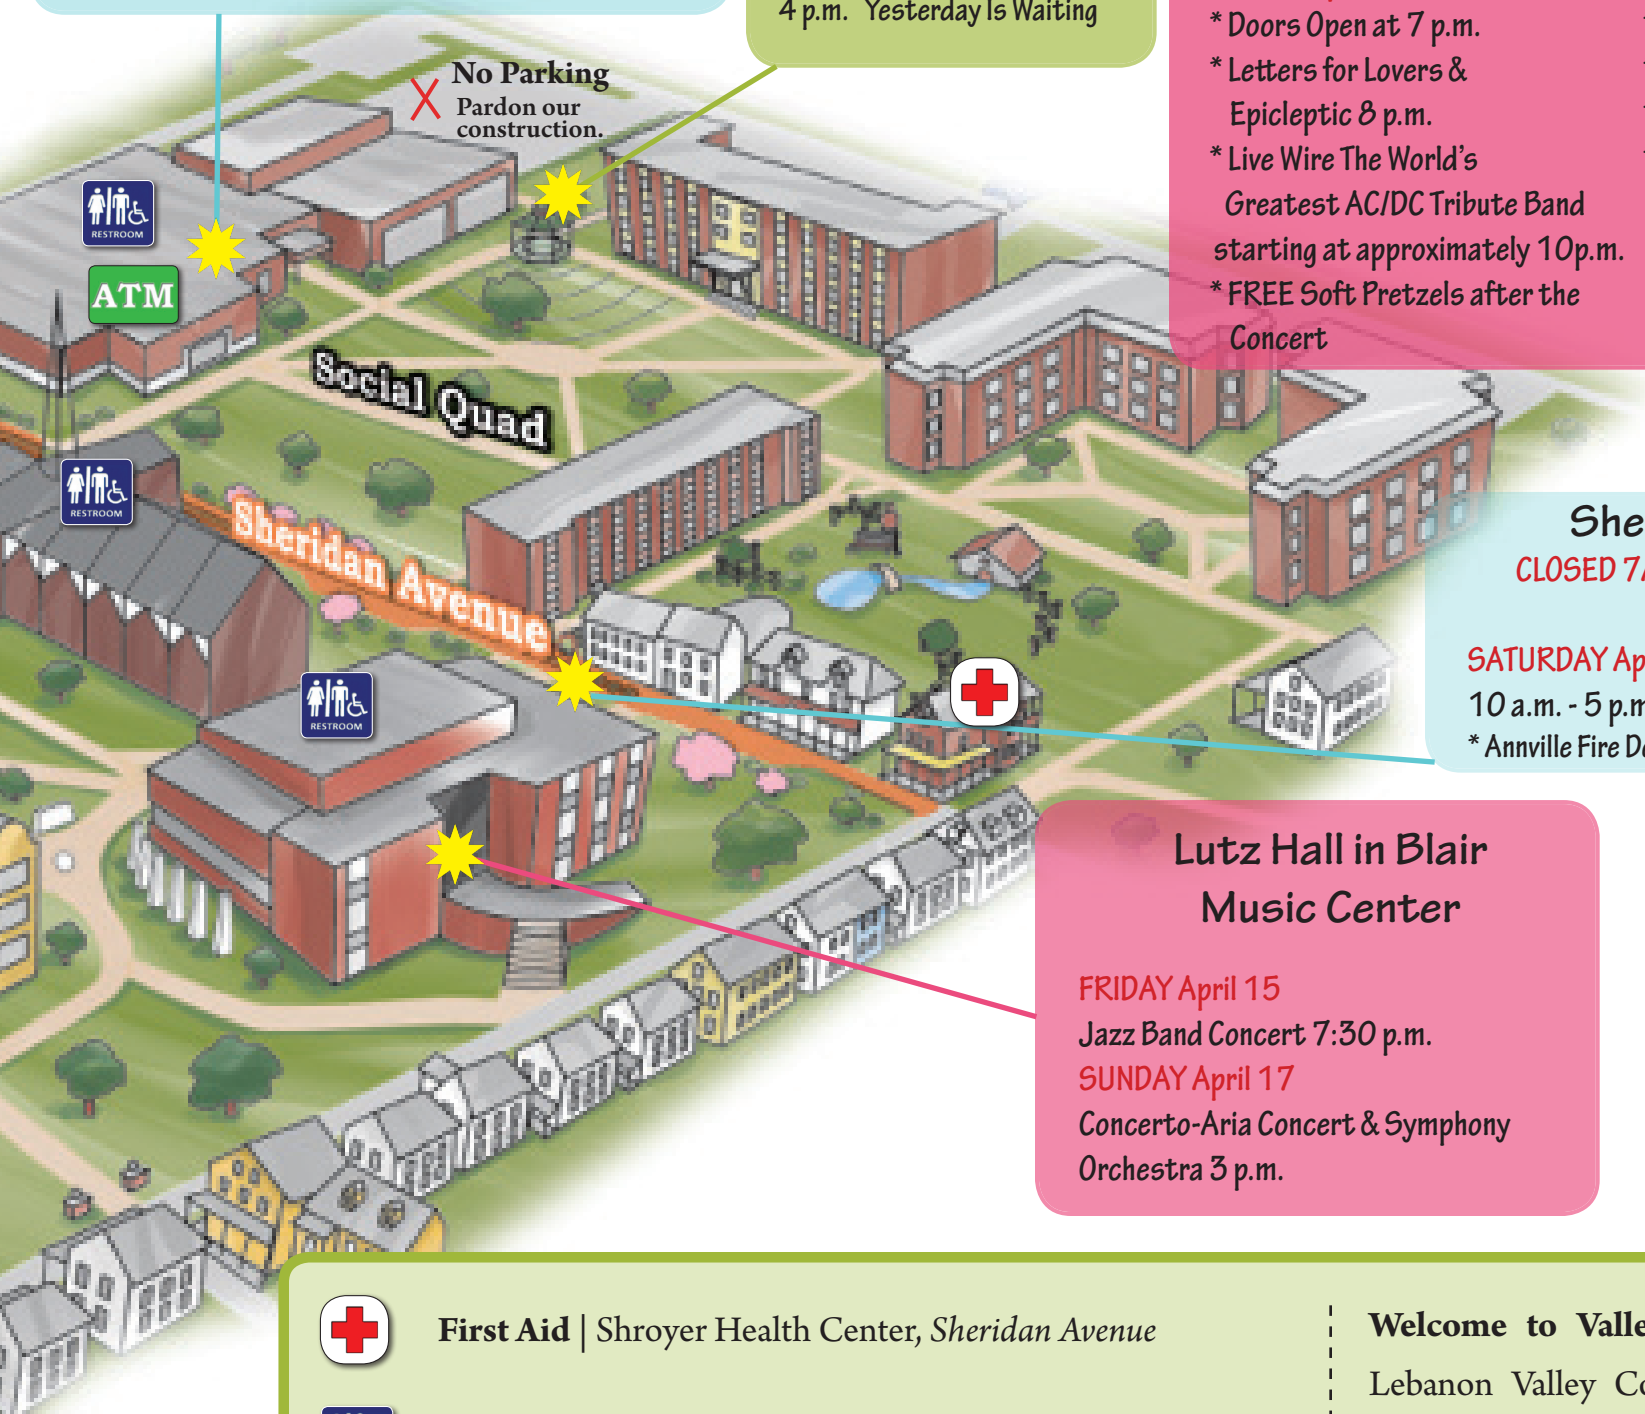 4 p.m. Yesterday Is Waiting
* Doors Open at 7 p.m.
* Letters for Lovers &
Epicleptic 8 p.m.
* Live Wire The World's
Greatest AC/DC Tribute Band
starting at approximately 10p.m.
* FREE Soft Pretzels after the
Concert
No Parking
Pardon our
construction.
RESTROOM
ATM
Social Quad
RESTROOM
Sheridan Avenue
RESTROOM
She
CLOSED 7
SATURDAY Ap
10 a.m. - 5 p.m
* Annville Fire De
Lutz Hall in Blair
Music Center
FRIDAY April 15
Jazz Band Concert 7:30 p.m.
SUNDAY April 17
Concerto-Aria Concert & Symphony
Orchestra 3 p.m.
First Aid | Shroyer Health Center, Sheridan Avenue
Welcome to Valle
Lebanon Valley Co